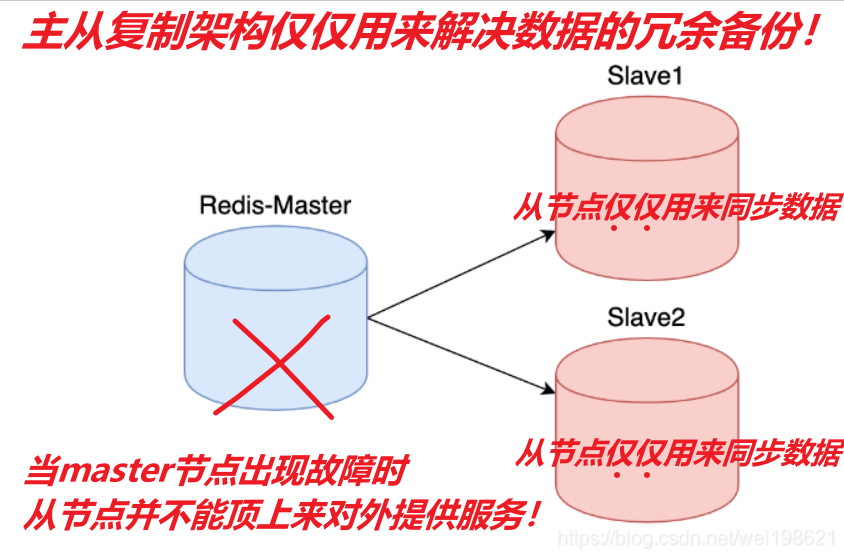 主从复制架构仅仅用来解决数据的冗余备份！
Slave1
Redis-Master
从节点仅仅用来同步数据
Slave2
从节点仅仅用来同步数据
当master节点出现故障时
从节点并不能顶上来对外提供服务！
https://blog.csdn.net/wei198621